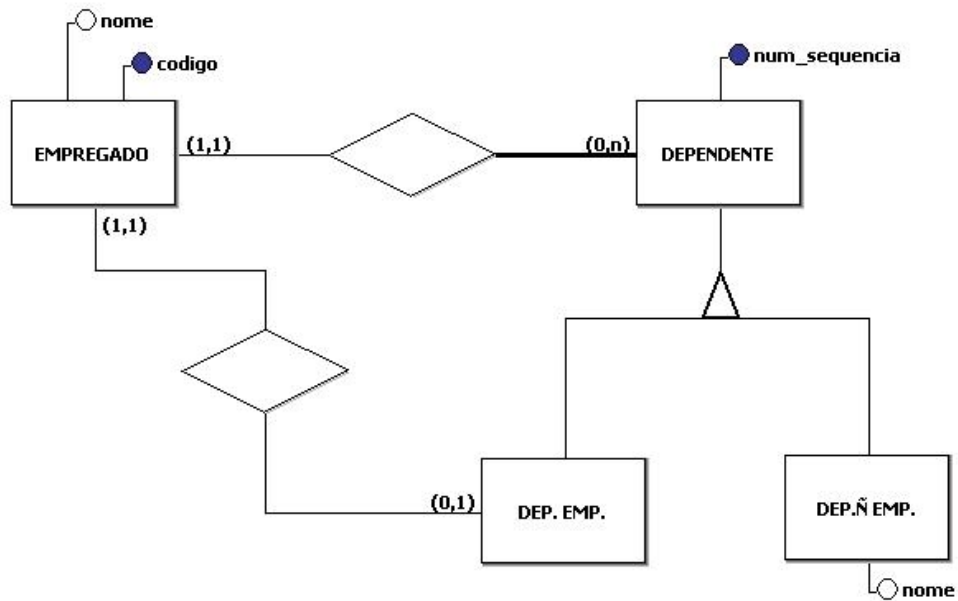 nome
codigo
num_sequencia
EMPREGADO
(1,1)
(0,n)
DEPENDENTE
(1,1)
(0,1)
DEP. EMP.
DEP.Ñ EMP.
nome